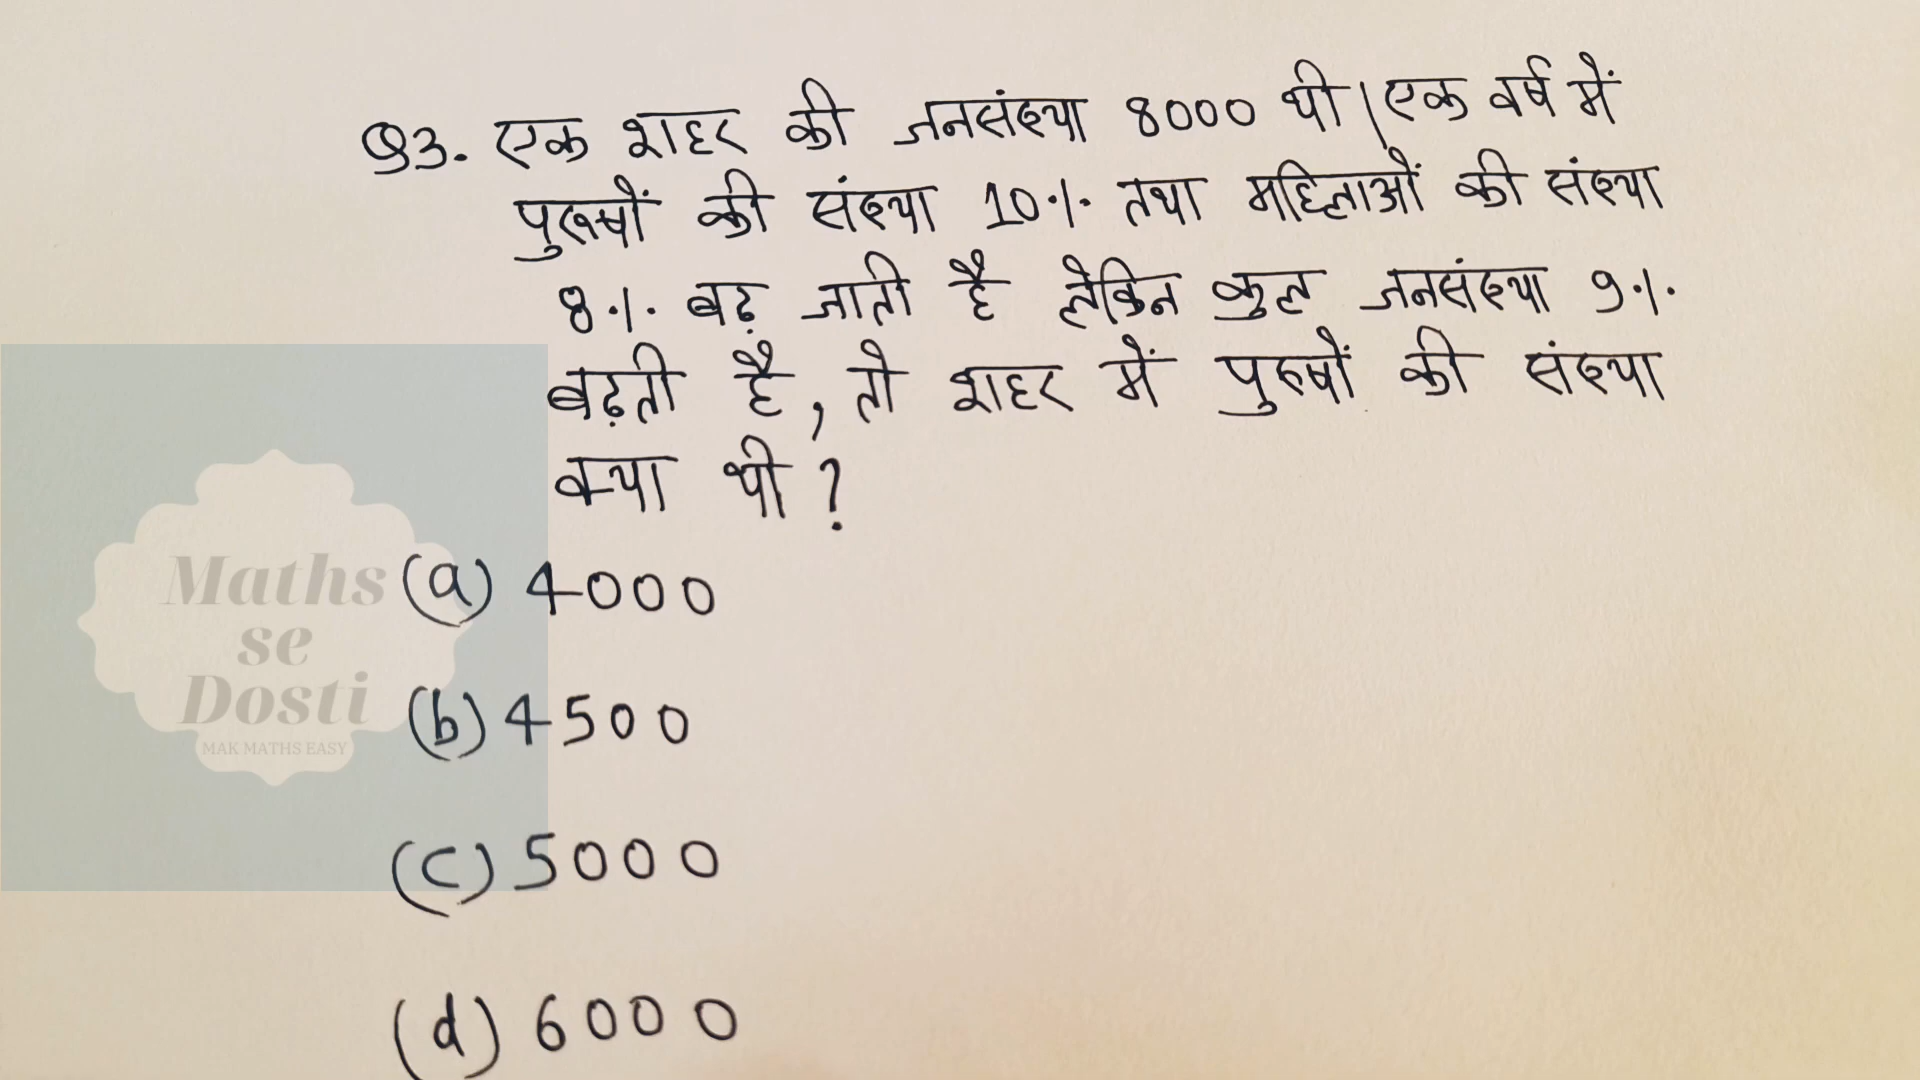 Q3. एक शहर की जनसंख्या 8000 थी। एक वर्ष में
पुरूषों की संख्या 10% तथा महिलाओं की संख्या
8% बढ़ जाती है लेकिन कुल जनसंख्या 9%
बढ़ती है, तो शहर में पुरुषों की संख्या
क्या थी?
(a) 4000
(b) 4500
(c) 5000
(d) 6000
Maths
se
Dosti
MAK MATHS EASY